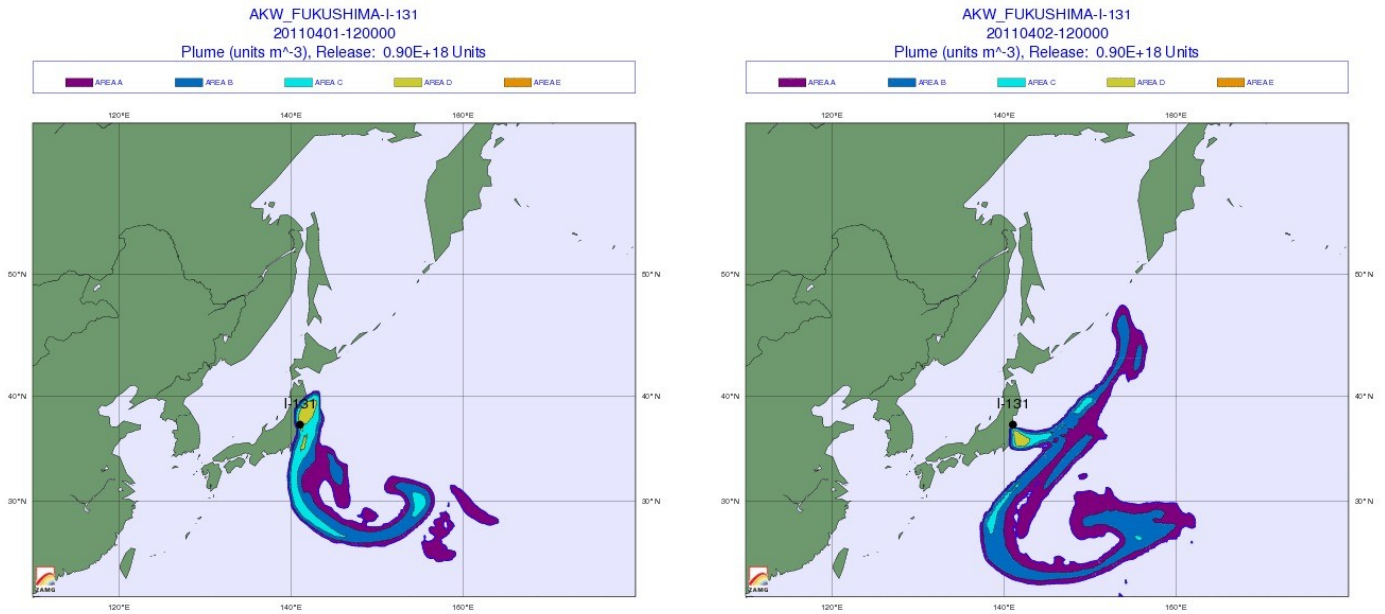 AKW_FUKUSHIMA-I-131
20110401-120000
Plume (units m^-3), Release: 0.90E+18 Units
AREA A AREA B AREA C AREA D AREA E
120°E 140°E 160°E
50°N 50°N
40°N 40°N
I-131
30°N 30°N
ZAMG
120°E 140°E 160°E
AKW_FUKUSHIMA-I-131
20110402-120000
Plume (units m^-3), Release: 0.90E+18 Units
AREA A AREA B AREA C AREA D AREA E
120°E 140°E 160°E
50°N 50°N
40°N 40°N
I-131
30°N 30°N
ZAMG
120°E 140°E 160°E